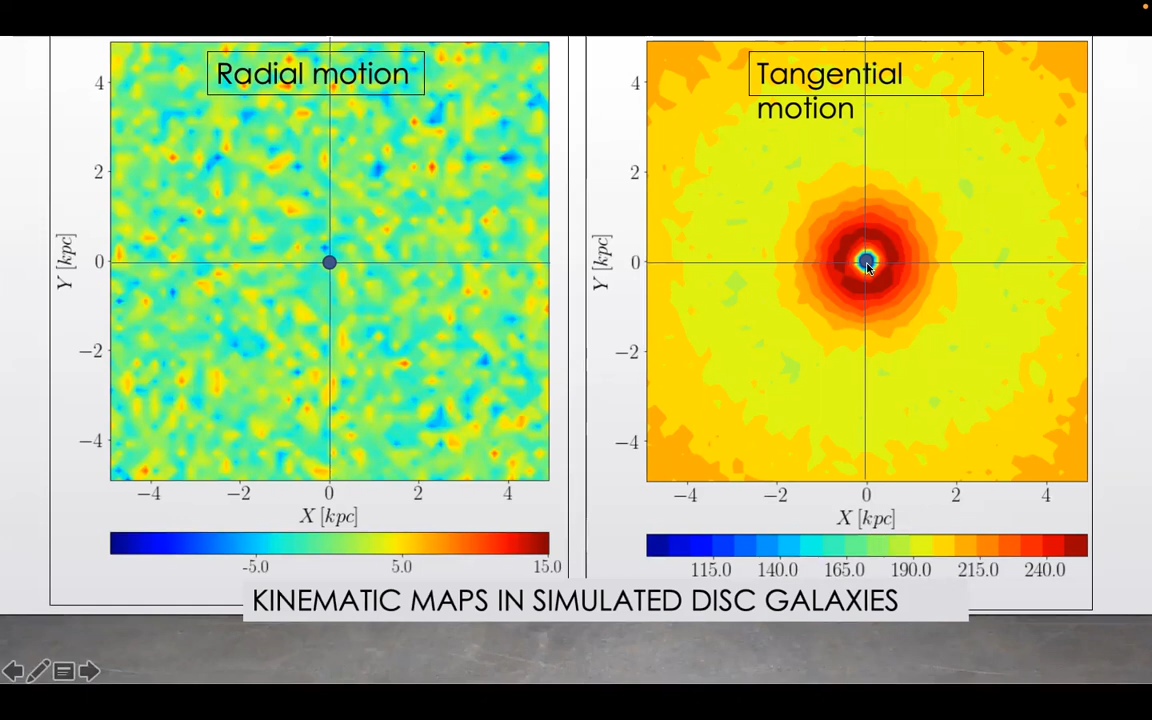 Radial motion
4
2
0
−2
−4
Y [kpc]
−4 −2 0 2 4
X [kpc]
-5.0 5.0 15.0
Tangential
motion
4
2
0
−2
−4
Y [kpc]
−4 −2 0 2 4
X [kpc]
115.0 140.0 165.0 190.0 215.0 240.0
KINEMATIC MAPS IN SIMULATED DISC GALAXIES